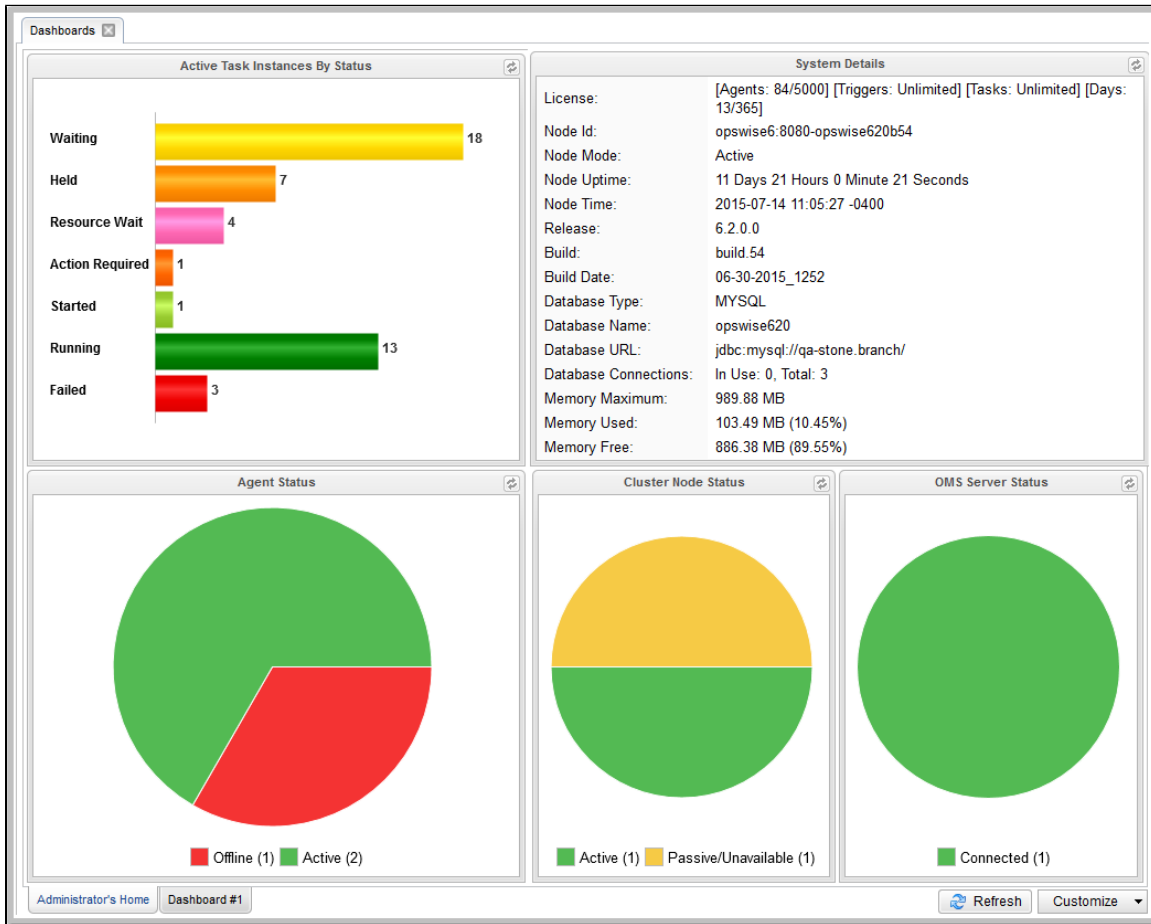 Dashboards
Active Task Instances By Status
Waiting 18
Held 7
Resource Wait 4
Action Required 1
Started 1
Running 13
Failed 3
System Details
License: [Agents: 84/5000] [Triggers: Unlimited] [Tasks: Unlimited] [Days:
13/365]
Node Id: opswise6:8080-opswise620b54
Node Mode: Active
Node Uptime: 11 Days 21 Hours 0 Minute 21 Seconds
Node Time: 2015-07-14 11:05:27 -0400
Release: 6.2.0.0
Build: build.54
Build Date: 06-30-2015_1252
Database Type: MYSQL
Database Name: opswise620
Database URL: jdbc:mysql://qa-stone.branch/
Database Connections: In Use: 0, Total: 3
Memory Maximum: 989.88 MB
Memory Used: 103.49 MB (10.45%)
Memory Free: 886.38 MB (89.55%)
Agent Status
Offline (1) Active (2)
Cluster Node Status
Active (1) Passive/Unavailable (1)
OMS Server Status
Connected (1)
Administrator's Home Dashboard #1 Refresh Customize